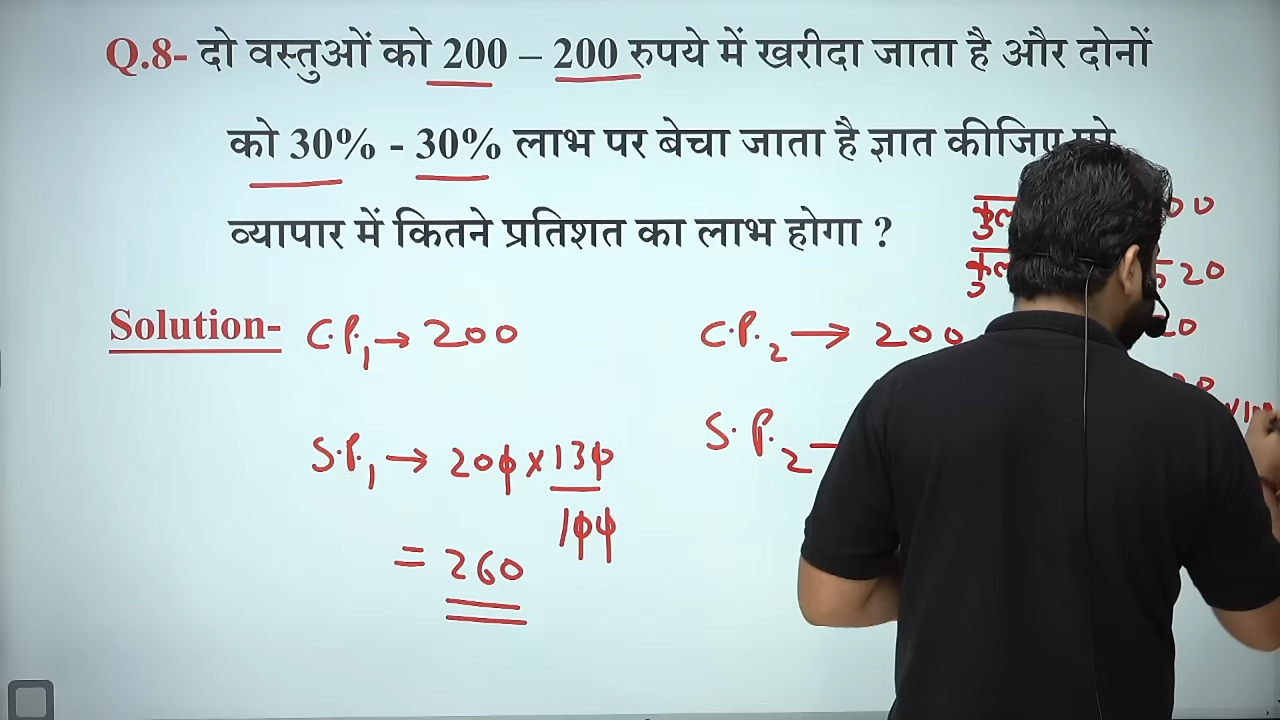 Q.8- दो वस्तुओं को 200 – 200 रुपये में खरीदा जाता है और दोनों
को 30% - 30% लाभ पर बेचा जाता है ज्ञात कीजिए
व्यापार में कितने प्रतिशत का लाभ होगा ?
Solution-
C.P.₁ → 200
S.P.₁ → 200 × 130
100
= 260
C.P.₂ → 200
S.P.₂
520